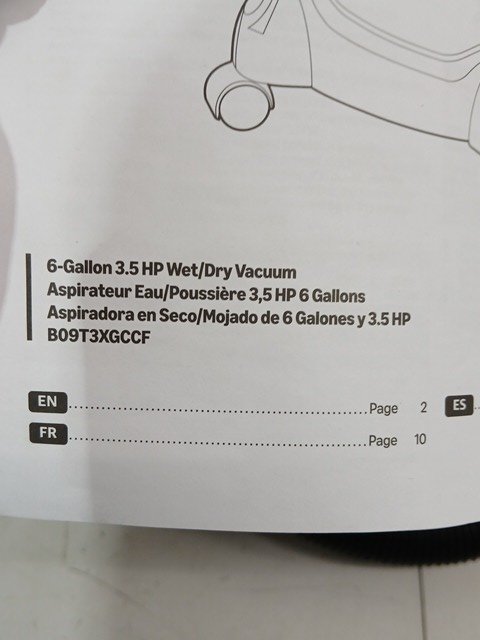 6-Gallon 3.5 HP Wet/Dry Vacuum
Aspirateur Eau/Poussière 3,5 HP 6 Gallons
Aspiradora en Seco/Mojado de 6 Galones y 3.5 HP
B09T3XGCCF
EN ........................................................ Page 2 ES
FR ........................................................ Page 10